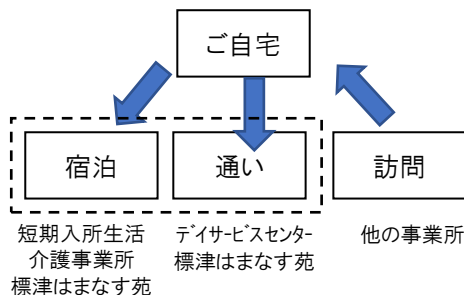 ご自宅
宿泊
通い
訪問
短期入所生活
介護事業所
標津はまなす苑
ﾃﾞｲｻｰﾋﾞｽｾﾝﾀｰ
標津はまなす苑
他の事業所